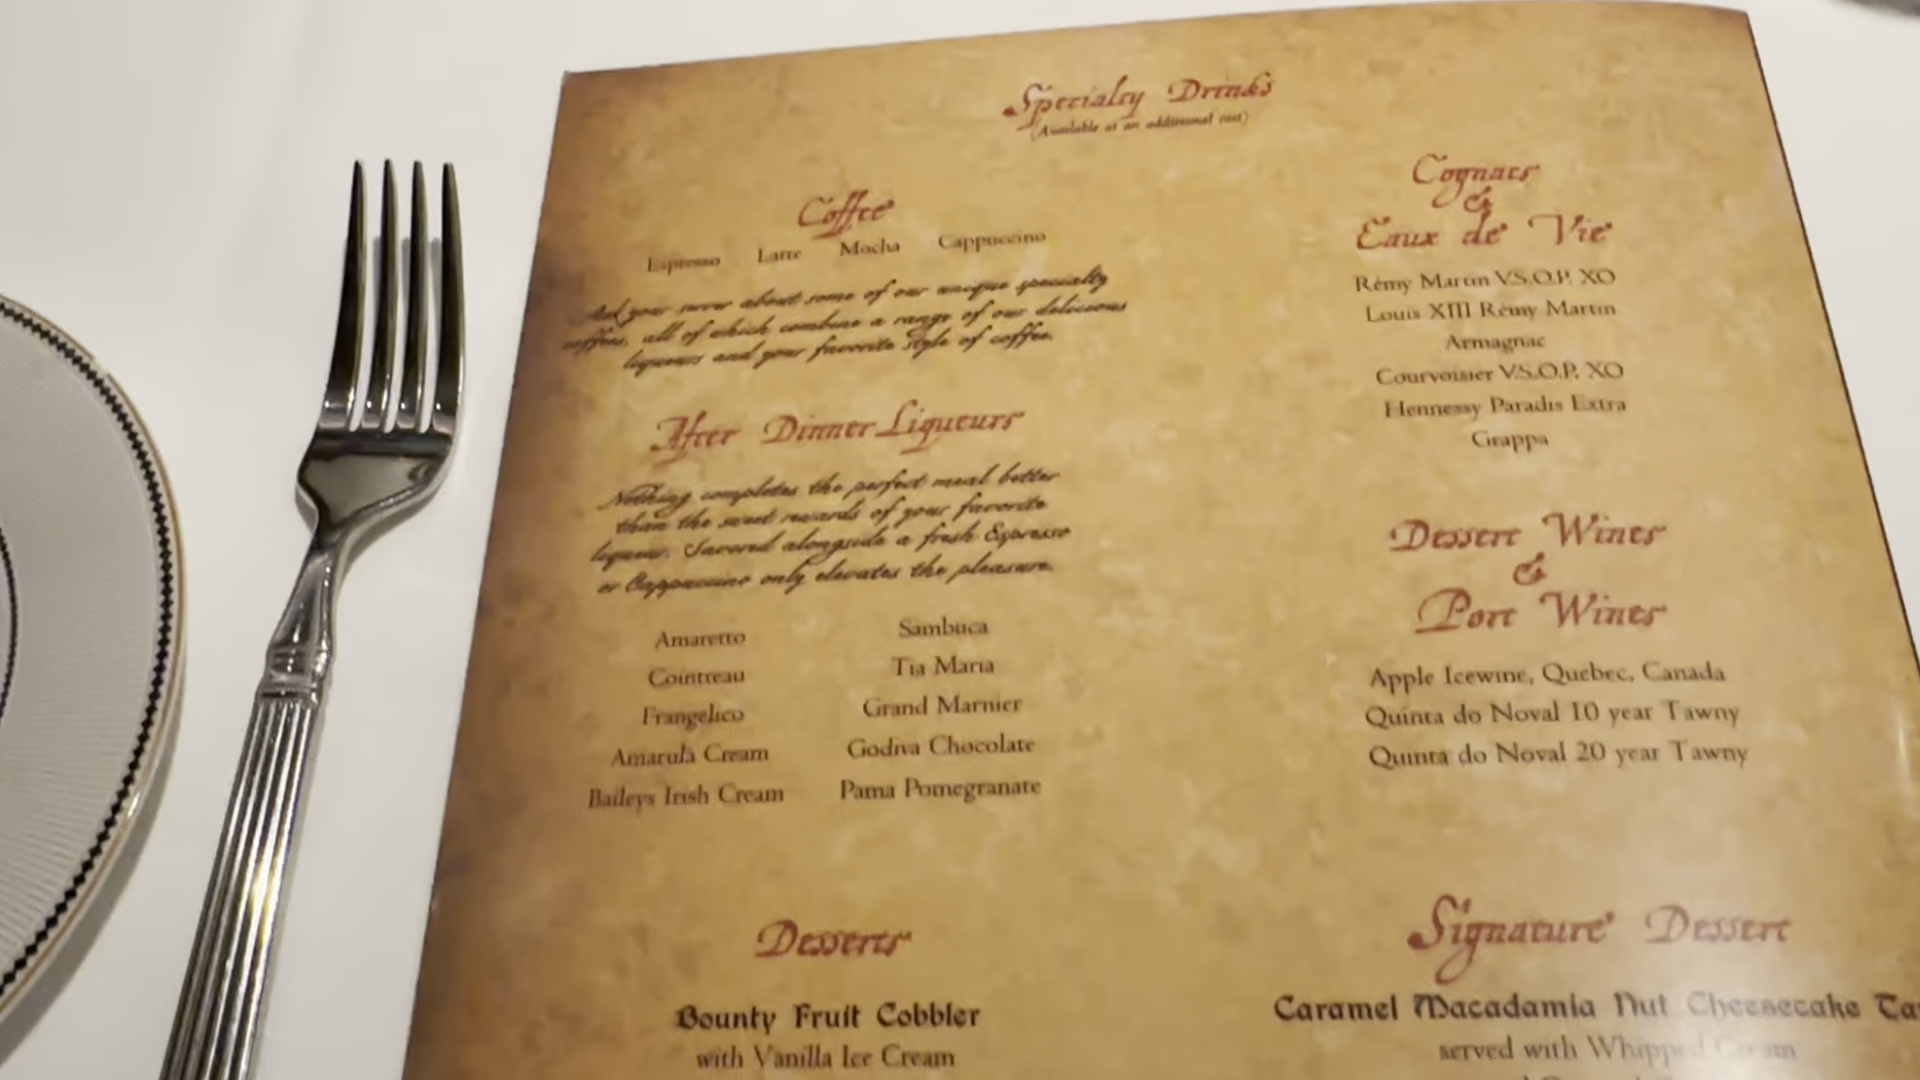 Specialty Drinks
(Available at an additional cost)
Coffee
Espresso Latte Mocha Cappuccino
Ask your server about some of our unique specialty
coffees, all of which combine a range of our delicious
liqueurs and your favorite style of coffee.
After Dinner Liqueurs
Nothing completes the perfect meal better
than the sweet rewards of your favorite
liqueur. Savored alongside a fresh Espresso
or Cappuccino only elevates the pleasure.
Amaretto Sambuca
Cointreau Tia Maria
Frangelico Grand Marnier
Amarula Cream Godiva Chocolate
Baileys Irish Cream Pama Pomegranate
Cognacs
&
Eaux de Vie
Rémy Martin V.S.O.P. XO
Louis XIII Rémy Martin
Armagnac
Courvoisier V.S.O.P. XO
Hennessy Paradis Extra
Grappa
Dessert Wines
&
Port Wines
Apple Icewine, Quebec, Canada
Quinta do Noval 10 year Tawny
Quinta do Noval 20 year Tawny
Desserts
Bounty Fruit Cobbler
with Vanilla Ice Cream
Signature Dessert
Caramel Macadamia Nut Cheesecake
served with Whipped Cream